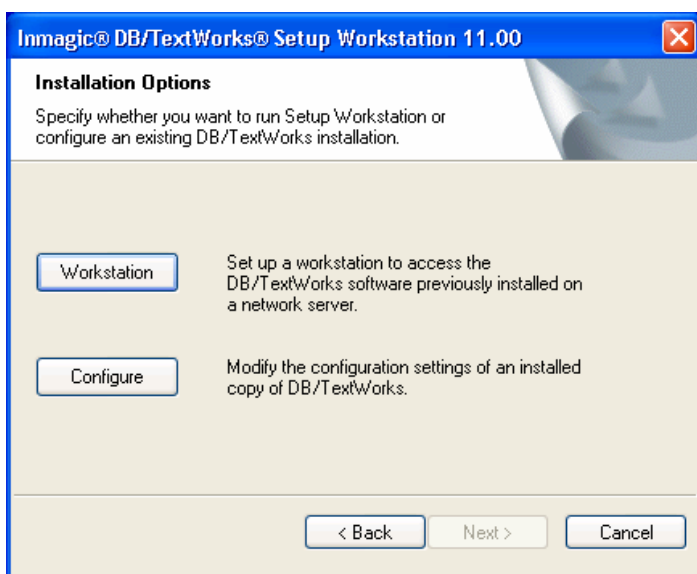 Inmagic® DB/TextWorks® Setup Workstation 11.00
Installation Options
Specify whether you want to run Setup Workstation or
configure an existing DB/TextWorks installation.
Workstation
Set up a workstation to access the
DB/TextWorks software previously installed on
a network server.
Configure
Modify the configuration settings of an installed
copy of DB/TextWorks.
< Back
Next >
Cancel